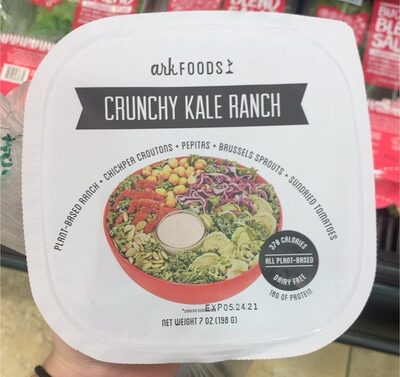 ark FOODS
CRUNCHY KALE RANCH
PLANT-BASED RANCH • CHICKPEA CROUTONS • PEPITAS • BRUSSELS SPROUTS • SUNDRIED TOMATOES
370 CALORIES
ALL PLANT-BASED
DAIRY FREE
18G OF PROTEIN
EXP05.24.21
NET WEIGHT 7 OZ (198 G)
BLEND